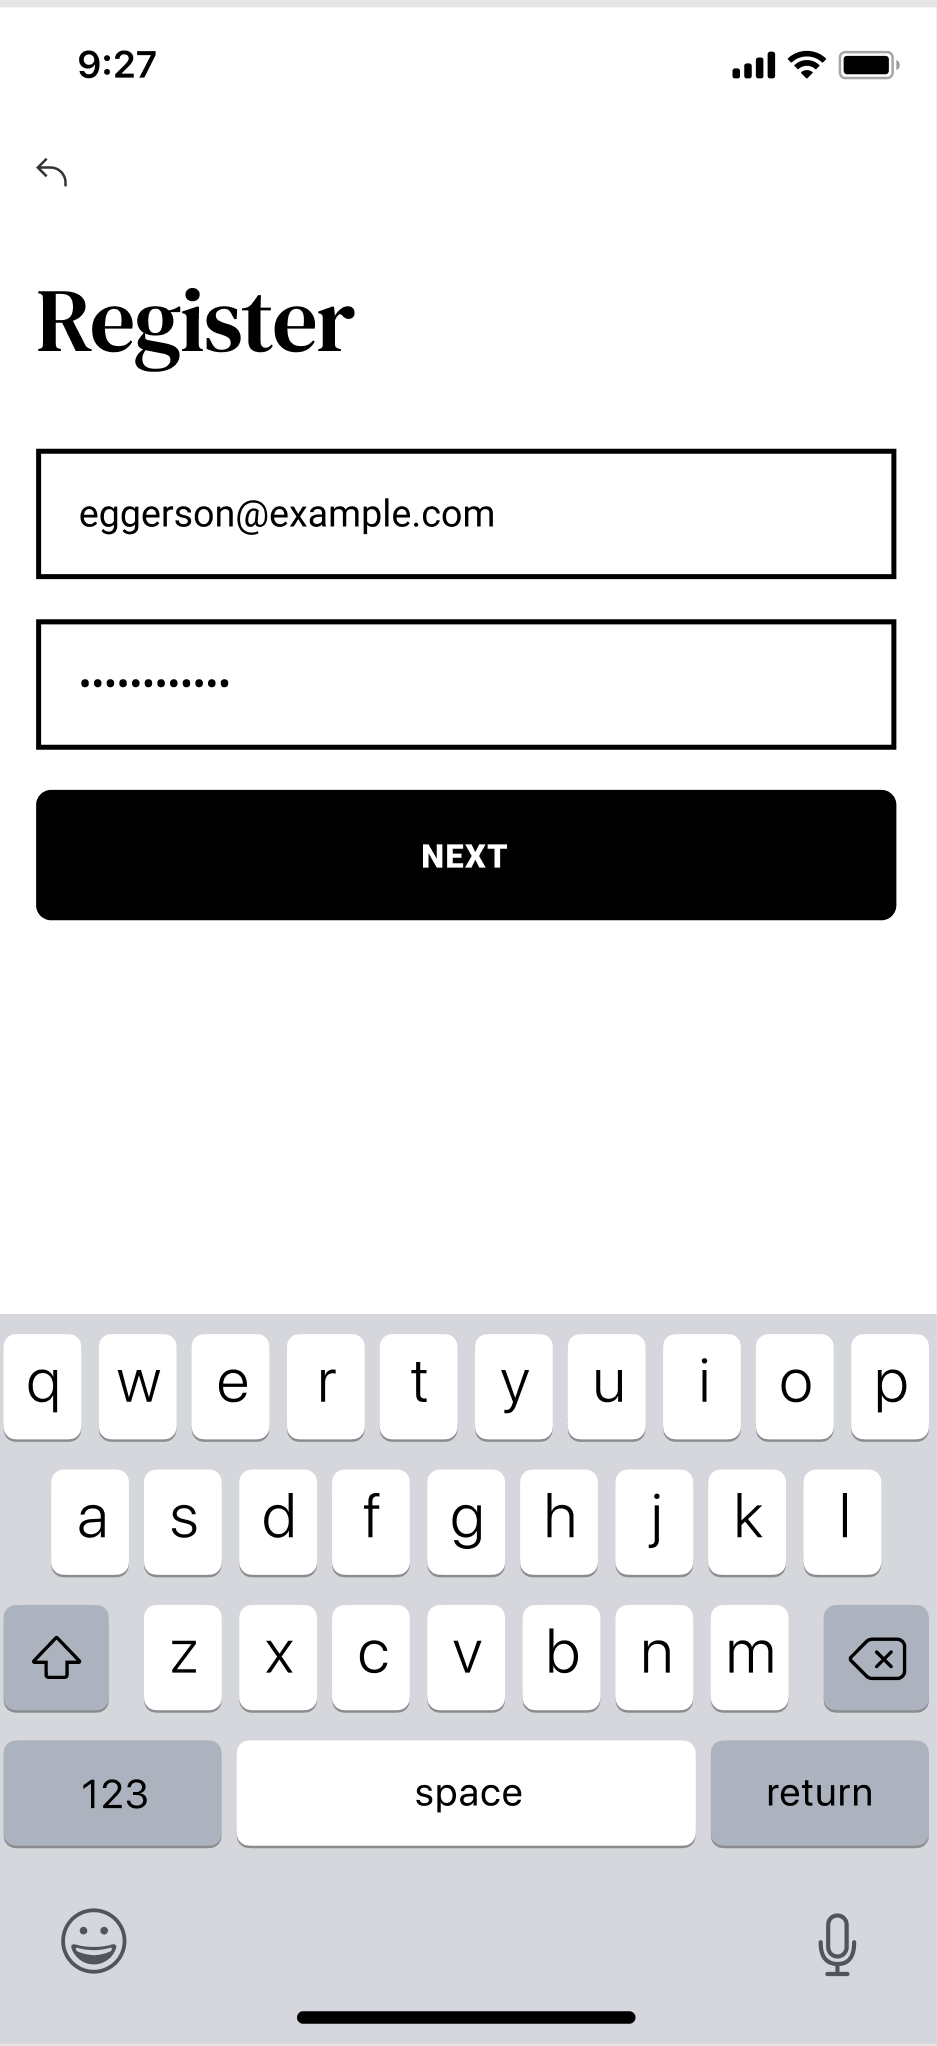 9:27
Register
eggerson@example.com
••••••••••••
NEXT
q w e r t y u i o p
a s d f g h j k l
z x c v b n m
123 space return